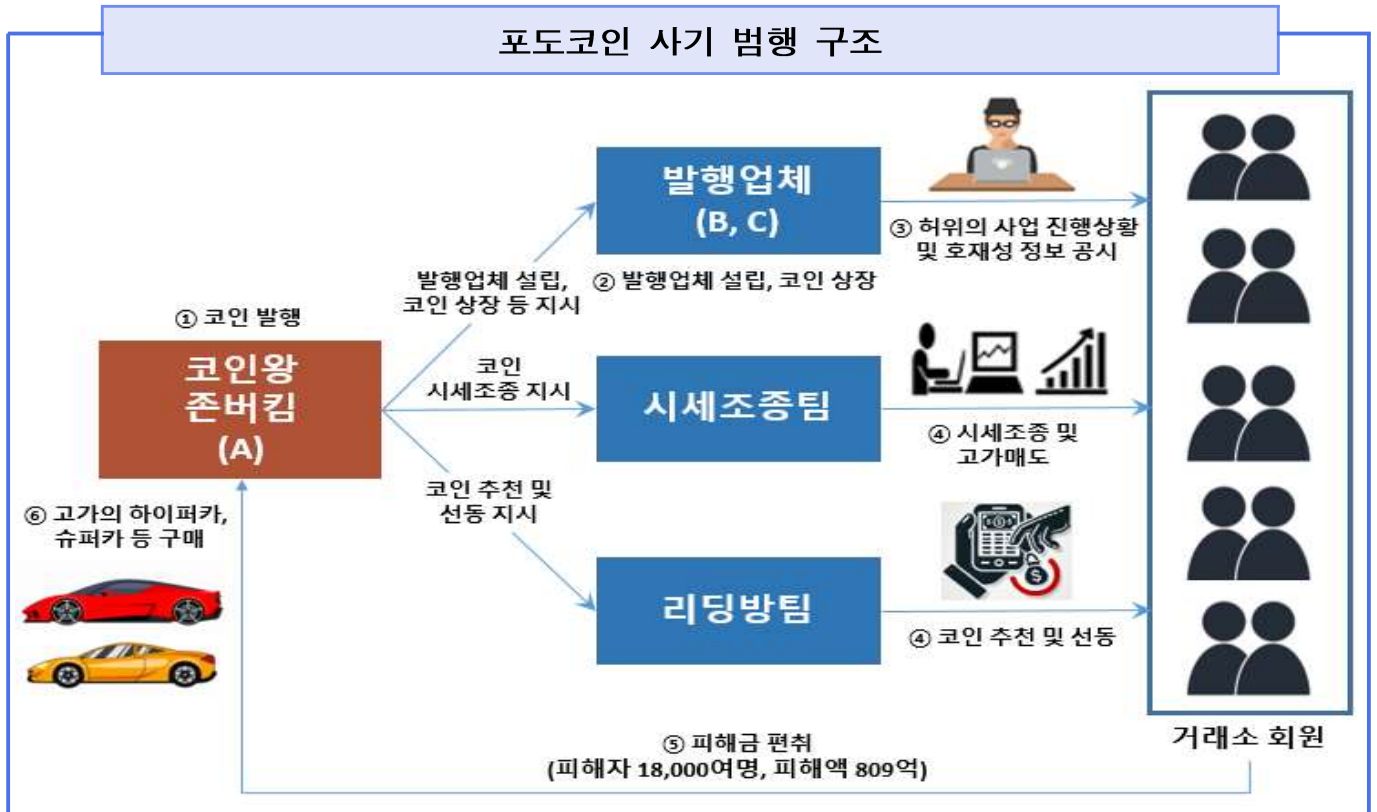 포도코인 사기 범행 구조
발행업체
(B, C)
③ 허위의 사업 진행상황
및 호재성 정보 공시
발행업체 설립,
코인 상장 등 지시
② 발행업체 설립, 코인 상장
① 코인 발행
코인왕
존버킴
(A)
코인
시세조종 지시
시세조종팀
④ 시세조종 및
고가매도
코인 추천 및
선동 지시
⑥ 고가의 하이퍼카,
슈퍼카 등 구매
리딩방팀
④ 코인 추천 및 선동
거래소 회원
⑤ 피해금 편취
(피해자 18,000여명, 피해액 809억)